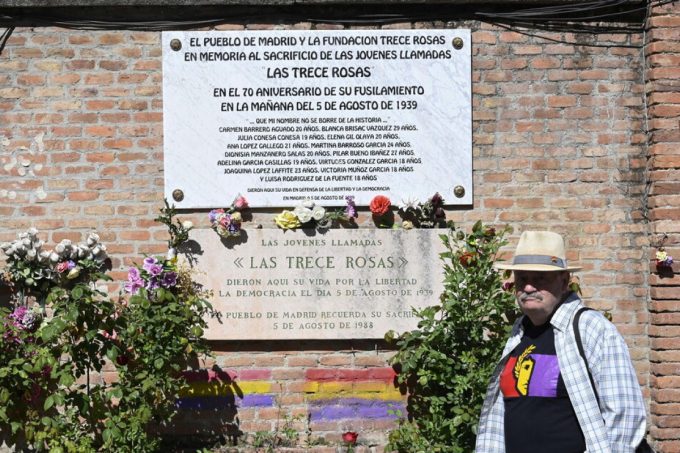 EL PUEBLO DE MADRID Y LA FUNDACION TRECE ROSAS
EN MEMORIA AL SACRIFICIO DE LAS JOVENES LLAMADAS
"LAS TRECE ROSAS"
EN EL 70 ANIVERSARIO DE SU FUSILAMIENTO
EN LA MAÑANA DEL 5 DE AGOSTO DE 1939
"... QUE MI NOMBRE NO SE BORRE DE LA HISTORIA"
CARMEN BARRERO AGUADO 20 AÑOS, BLANCA BRISAC VAZQUEZ 29 AÑOS,
JULIA CONESA CONESA 19 AÑOS, ELENA GIL OLAYA 20 AÑOS,
ANA LOPEZ GALLEGO 21 AÑOS, MARTINA BARROSO GARCIA 24 AÑOS,
DIONISIA MANZANERO SALAS 20 AÑOS, PILAR BUENO IBAÑEZ 27 AÑOS,
ADELINA GARCIA CASILLAS 19 AÑOS, VIRTUDES GONZALEZ GARCIA 18 AÑOS,
JOAQUINA LOPEZ LAFFITE 23 AÑOS, VICTORIA MUÑOZ GARCIA 18 AÑOS
Y LUISA RODRIGUEZ DE LA FUENTE 18 AÑOS
DIERON AQUI SU VIDA EN DEFENSA DE LA LIBERTAD Y LA DEMOCRACIA
EN MADRID A 5 DE AGOSTO DE 2009
LAS JOVENES LLAMADAS
«LAS TRECE ROSAS»
DIERON AQUI SU VIDA POR LA LIBERTAD
Y LA DEMOCRACIA EL DIA 5 DE AGOSTO DE 1939
PUEBLO DE MADRID RECUERDA SU
5 DE AGOSTO DE 1988